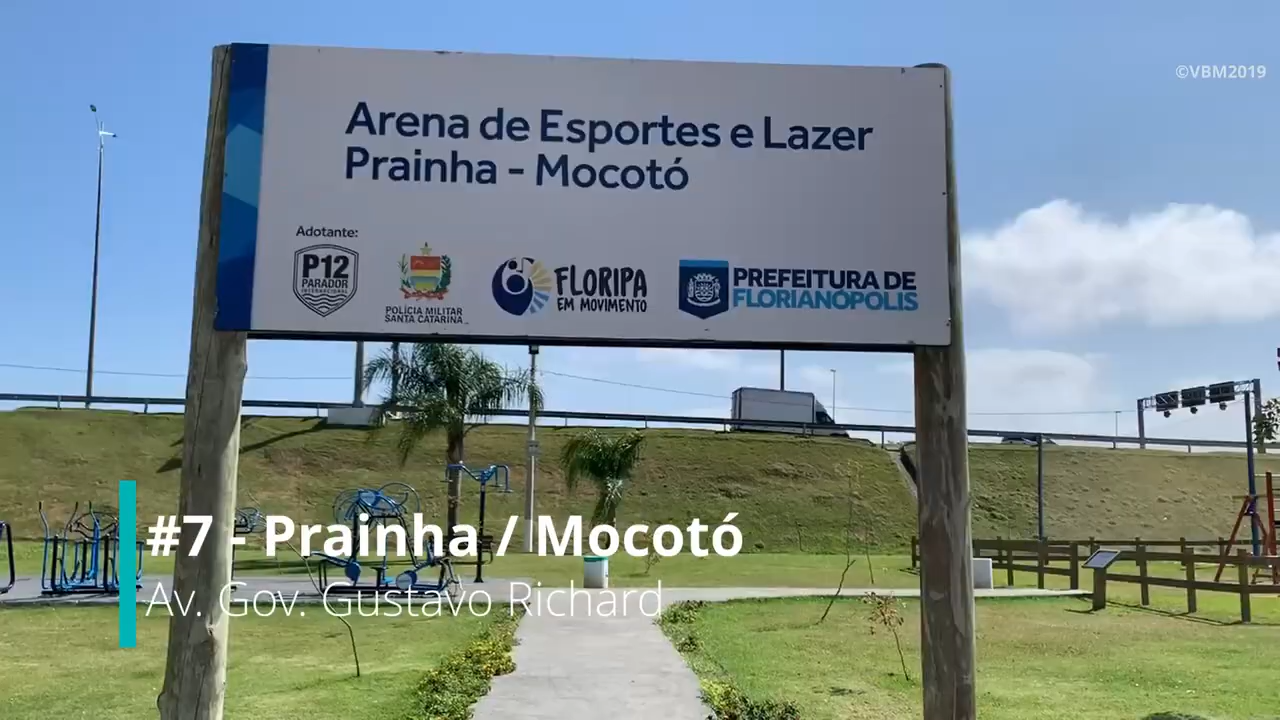 ©VBM2019
Arena de Esportes e Lazer
Prainha - Mocotó
Adotante:
P12
PARADOR
INTERNACIONAL
POLÍCIA MILITAR
SANTA CATARINA
FLORIPA
EM MOVIMENTO
PREFEITURA DE
FLORIANÓPOLIS
#7 - Prainha / Mocotó
Av. Gov. Gustavo Richard